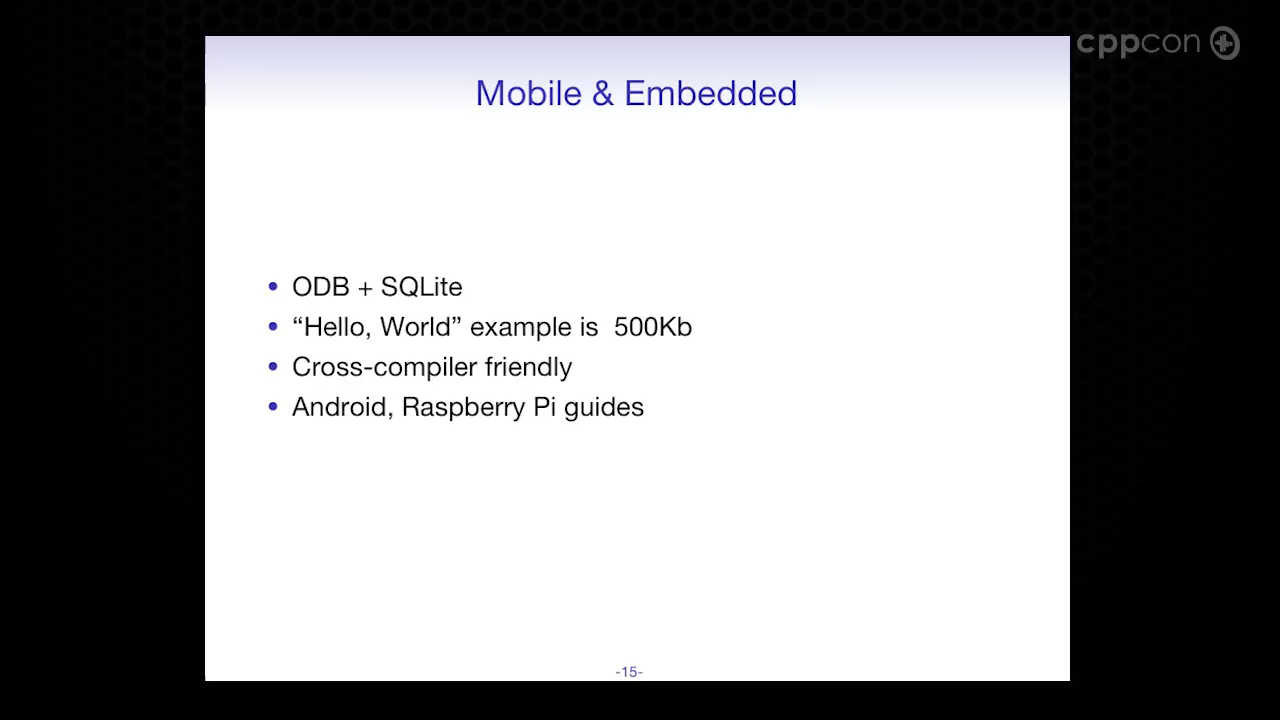 cppcon
Mobile & Embedded
• ODB + SQLite
• “Hello, World” example is  500Kb
• Cross-compiler friendly
• Android, Raspberry Pi guides
-15-